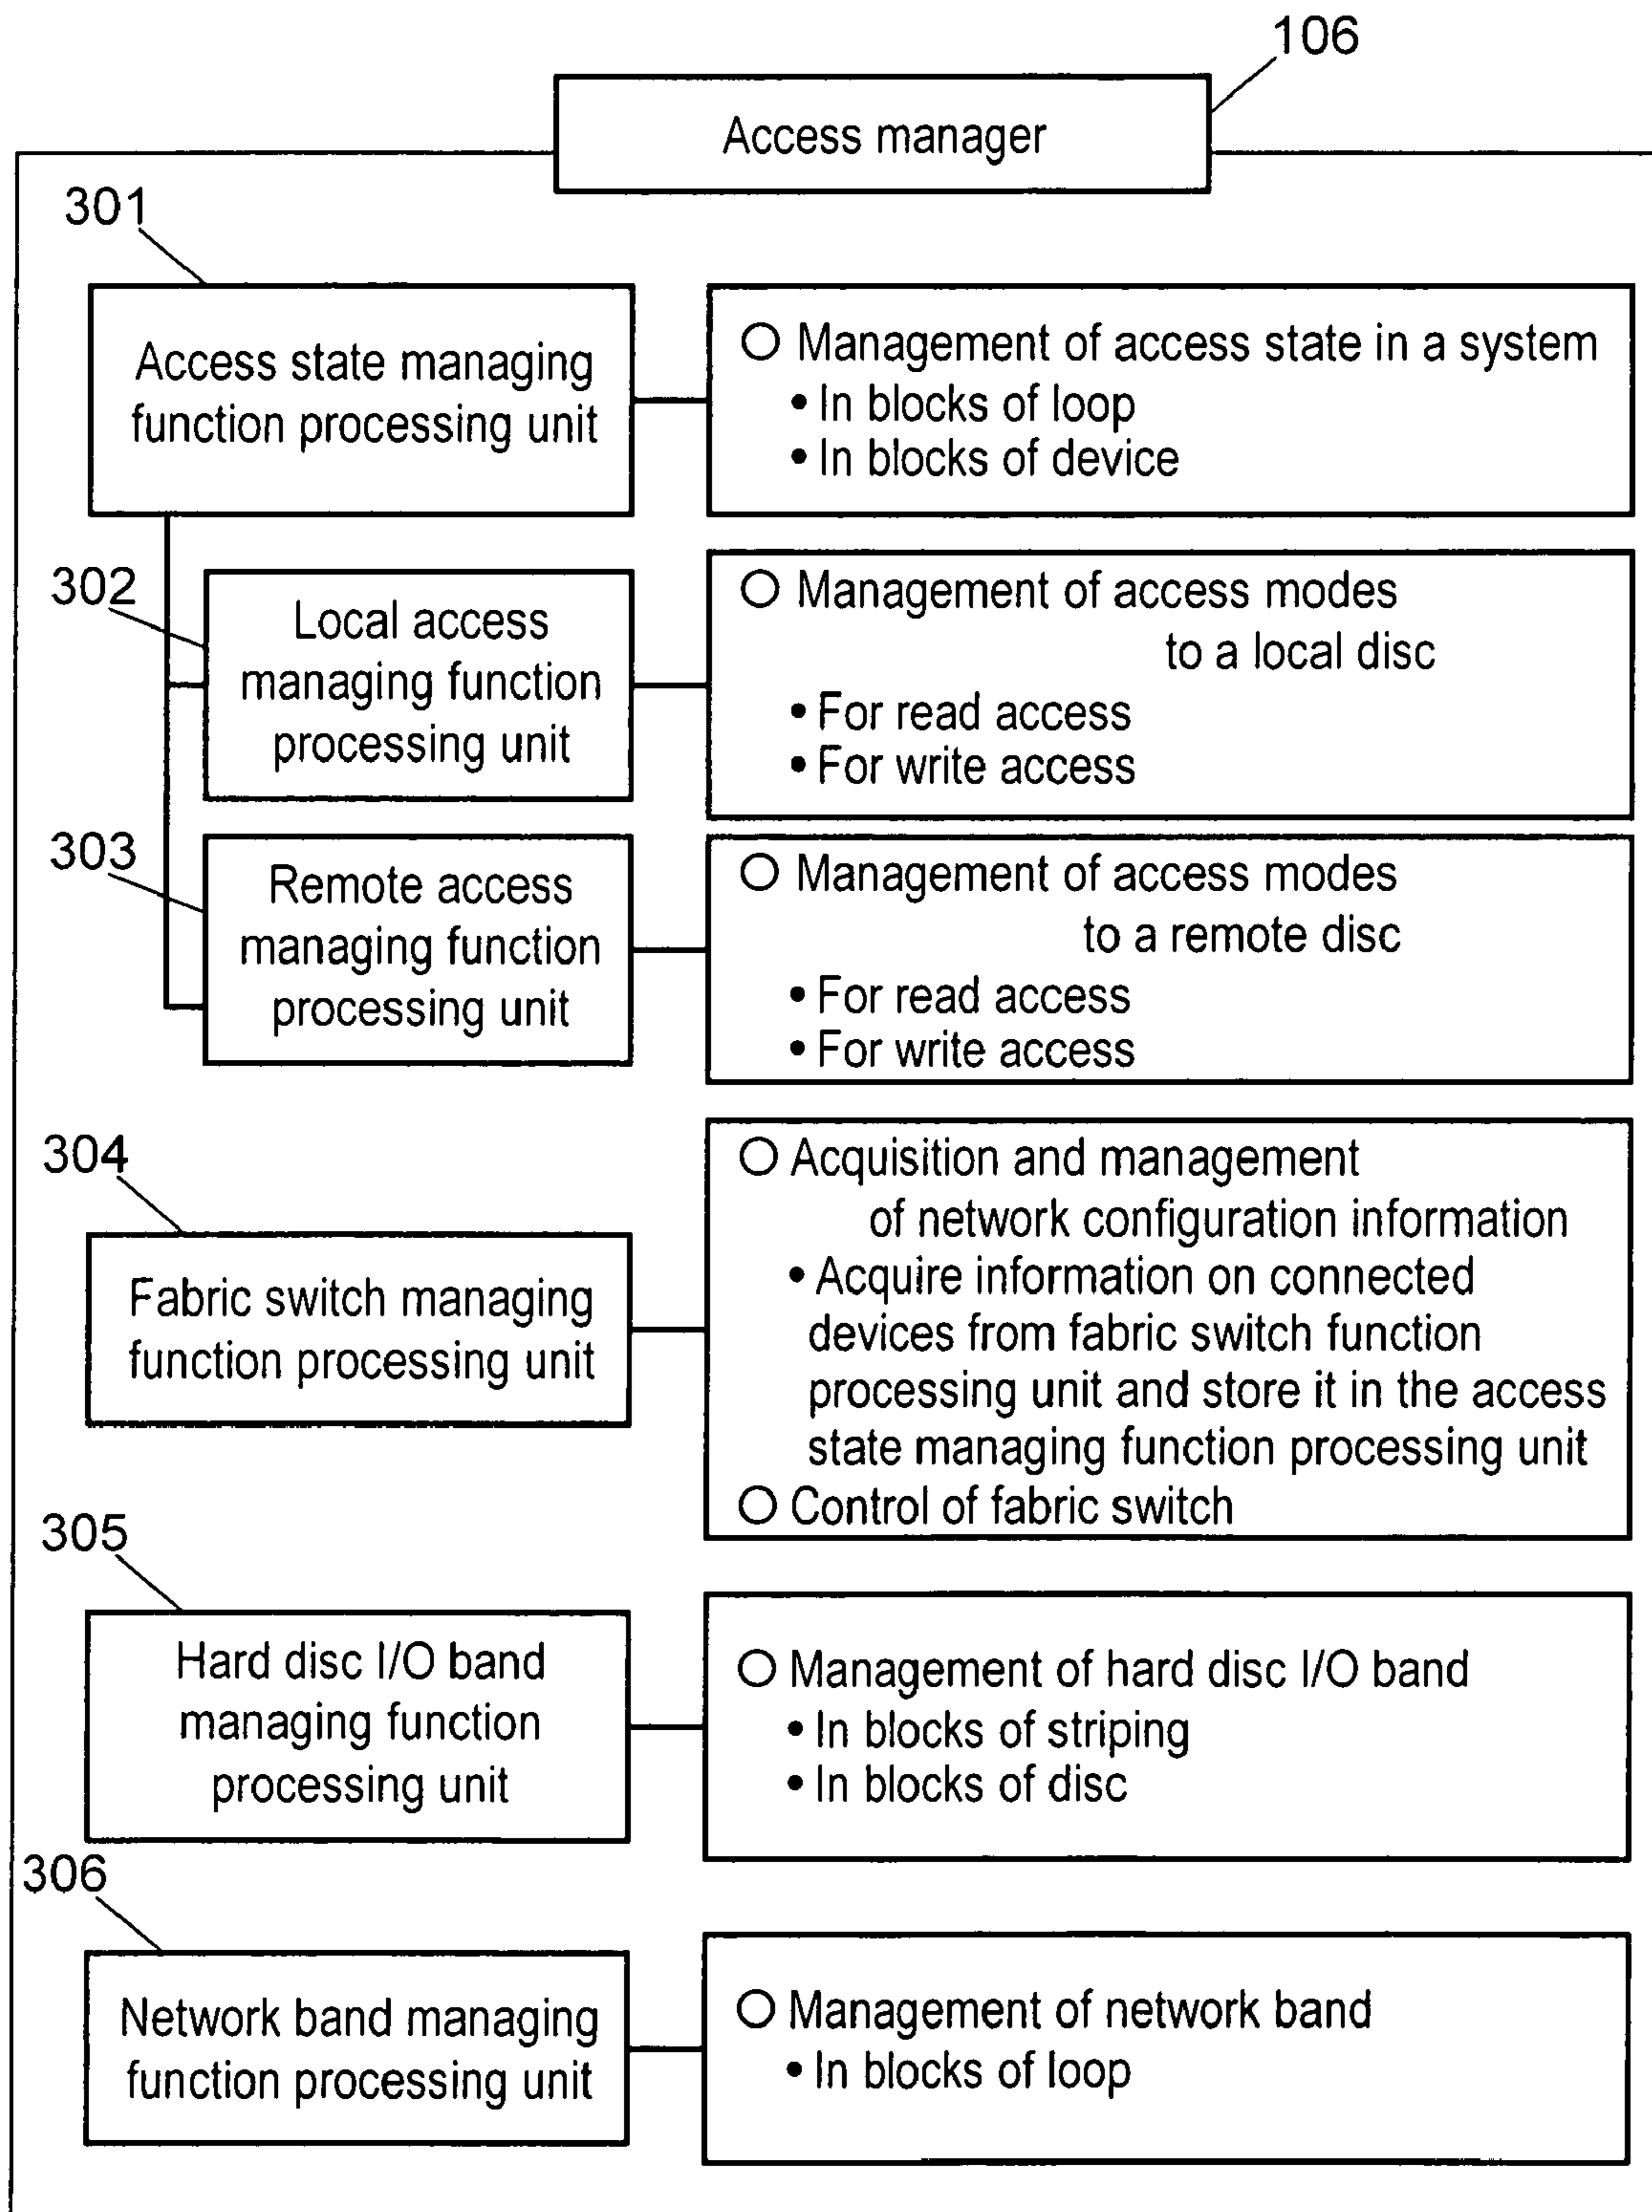 106
Access manager
301
Access state managing
function processing unit
○ Management of access state in a system
• In blocks of loop
• In blocks of device
302
Local access
managing function
processing unit
○ Management of access modes
to a local disc
• For read access
• For write access
303
Remote access
managing function
processing unit
○ Management of access modes
to a remote disc
• For read access
• For write access
304
Fabric switch managing
function processing unit
○ Acquisition and management
of network configuration information
• Acquire information on connected
devices from fabric switch function
processing unit and store it in the access
state managing function processing unit
○ Control of fabric switch
305
Hard disc I/O band
managing function
processing unit
○ Management of hard disc I/O band
• In blocks of striping
• In blocks of disc
306
Network band managing
function processing unit
○ Management of network band
• In blocks of loop